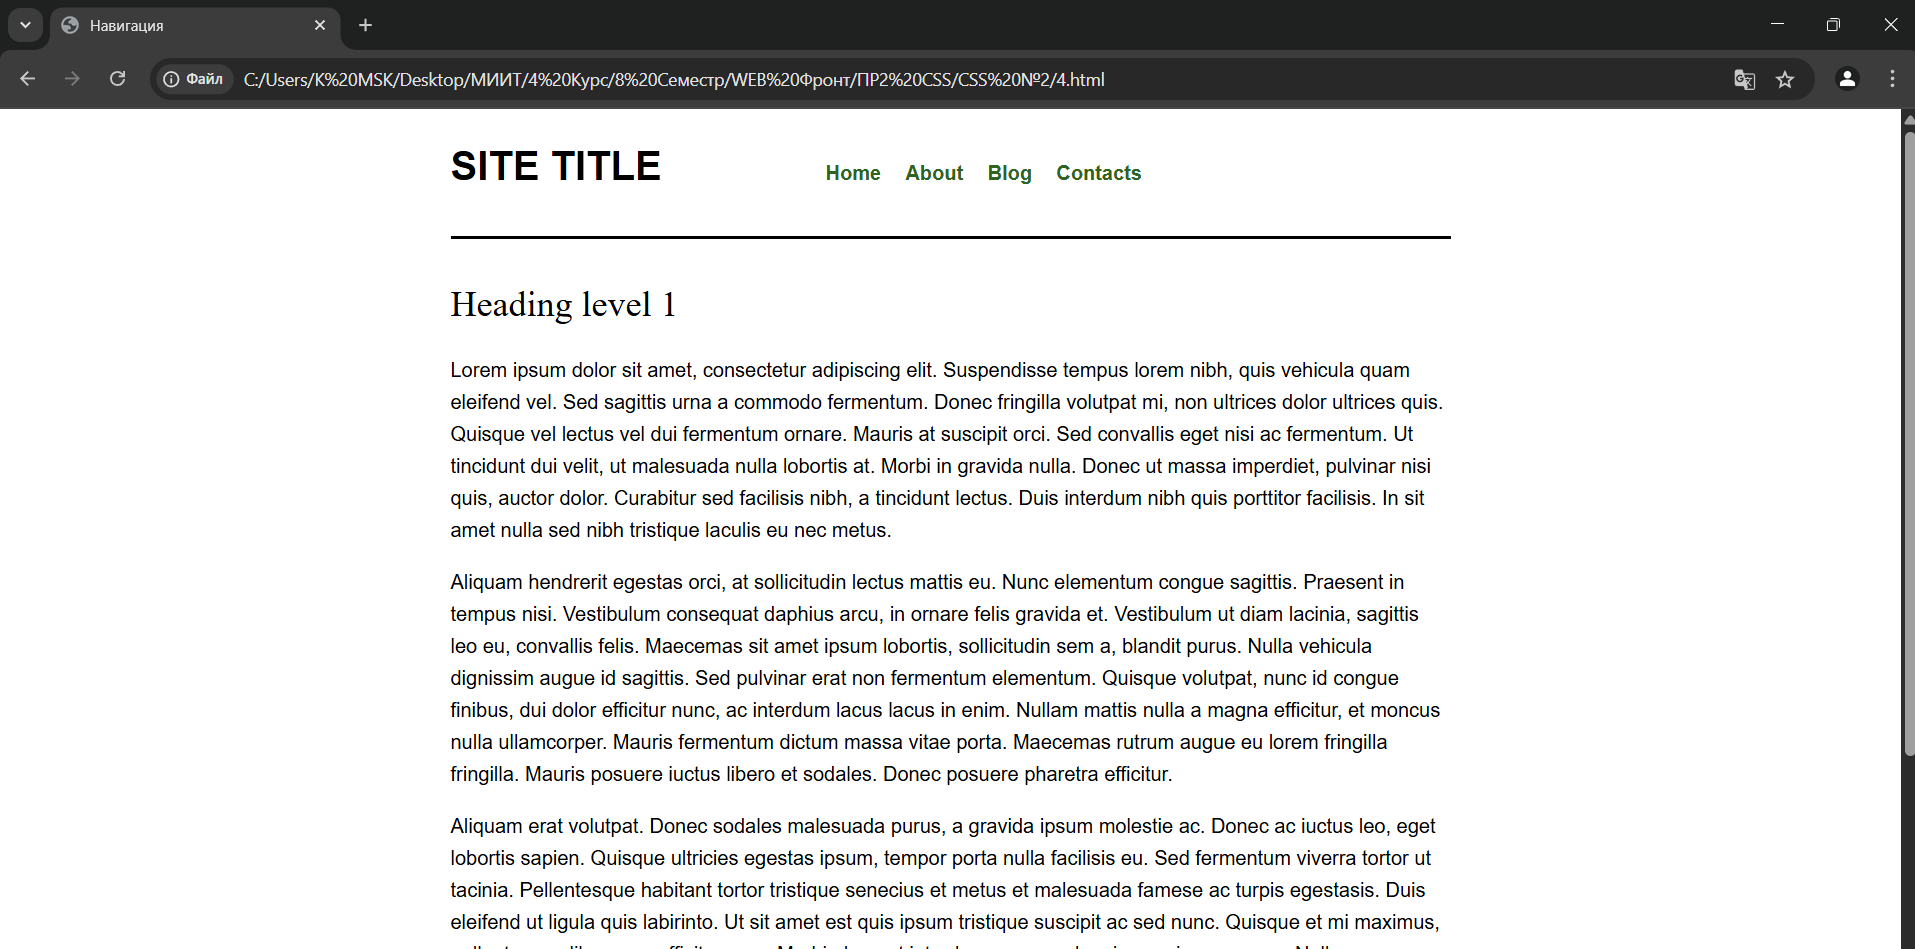 Навигация
Файл C:/Users/K%20MSK/Desktop/МИИТ/4%20Курс/8%20Семестр/WEB%20Фронт/ПР2%20CSS/CSS%20№2/4.html
SITE TITLE Home About Blog Contacts
Heading level 1
Lorem ipsum dolor sit amet, consectetur adipiscing elit. Suspendisse tempus lorem nibh, quis vehicula quam
eleifend vel. Sed sagittis urna a commodo fermentum. Donec fringilla volutpat mi, non ultrices dolor ultrices quis.
Quisque vel lectus vel dui fermentum ornare. Mauris at suscipit orci. Sed convallis eget nisi ac fermentum. Ut
tincidunt dui velit, ut malesuada nulla lobortis at. Morbi in gravida nulla. Donec ut massa imperdiet, pulvinar nisi
quis, auctor dolor. Curabitur sed facilisis nibh, a tincidunt lectus. Duis interdum nibh quis porttitor facilisis. In sit
amet nulla sed nibh tristique laculis eu nec metus.
Aliquam hendrerit egestas orci, at sollicitudin lectus mattis eu. Nunc elementum congue sagittis. Praesent in
tempus nisi. Vestibulum consequat daphius arcu, in ornare felis gravida et. Vestibulum ut diam lacinia, sagittis
leo eu, convallis felis. Maecemas sit amet ipsum lobortis, sollicitudin sem a, blandit purus. Nulla vehicula
dignissim augue id sagittis. Sed pulvinar erat non fermentum elementum. Quisque volutpat, nunc id congue
finibus, dui dolor efficitur nunc, ac interdum lacus lacus in enim. Nullam mattis nulla a magna efficitur, et moncus
nulla ullamcorper. Mauris fermentum dictum massa vitae porta. Maecemas rutrum augue eu lorem fringilla
fringilla. Mauris posuere iuctus libero et sodales. Donec posuere pharetra efficitur.
Aliquam erat volutpat. Donec sodales malesuada purus, a gravida ipsum molestie ac. Donec ac iuctus leo, eget
lobortis sapien. Quisque ultricies egestas ipsum, tempor porta nulla facilisis eu. Sed fermentum viverra tortor ut
tacinia. Pellentesque habitant tortor tristique senecius et metus et malesuada famese ac turpis egestasis. Duis
eleifend ut ligula quis labirinto. Ut sit amet est quis ipsum tristique suscipit ac sed nunc. Quisque et mi maximus,